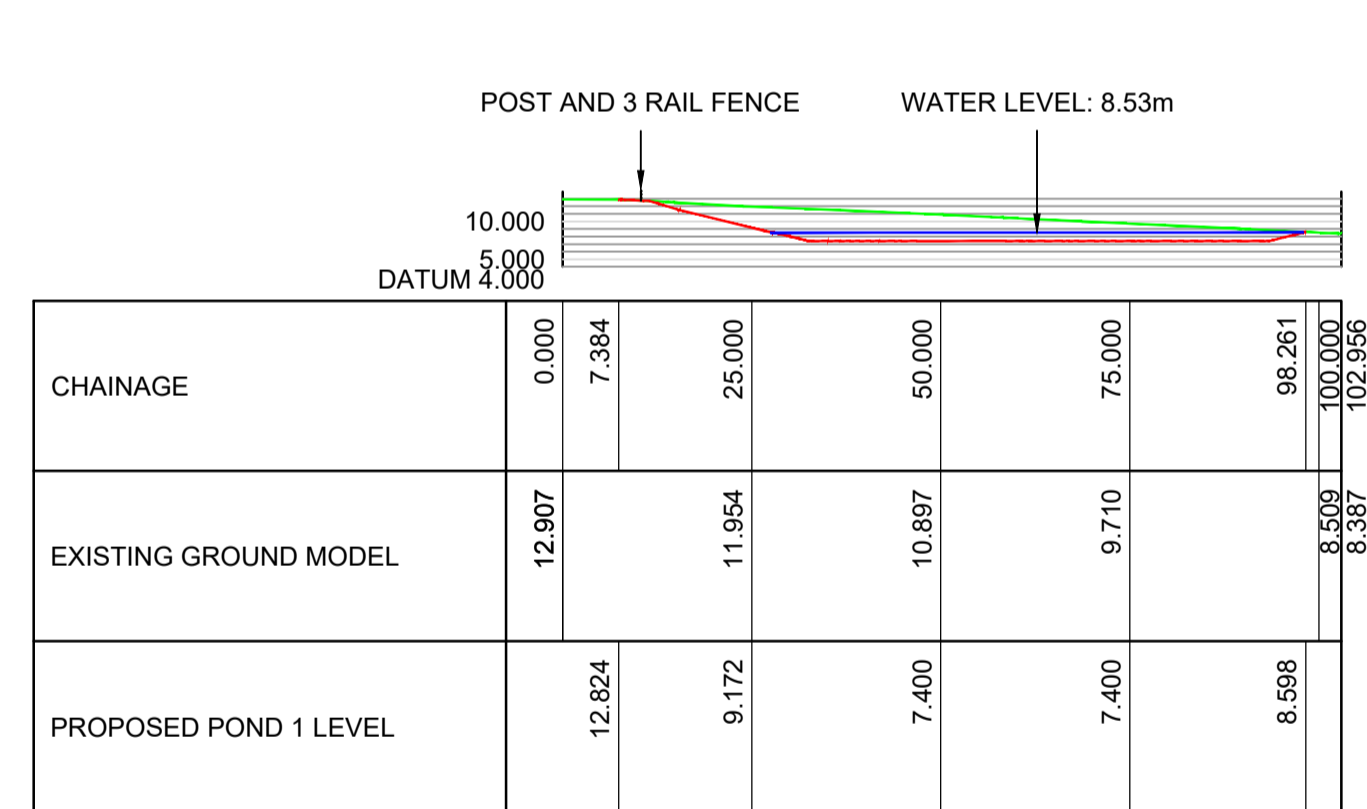 POST AND 3 RAIL FENCE
WATER LEVEL: 8.53m
10.000
5.000
DATUM 4.000
CHAINAGE 0.000 7.384 25.000 50.000 75.000 98.261 100.000 102.956
EXISTING GROUND MODEL 12.907 11.954 10.897 9.710 8.509 8.387
PROPOSED POND 1 LEVEL 12.824 9.172 7.400 7.400 8.598